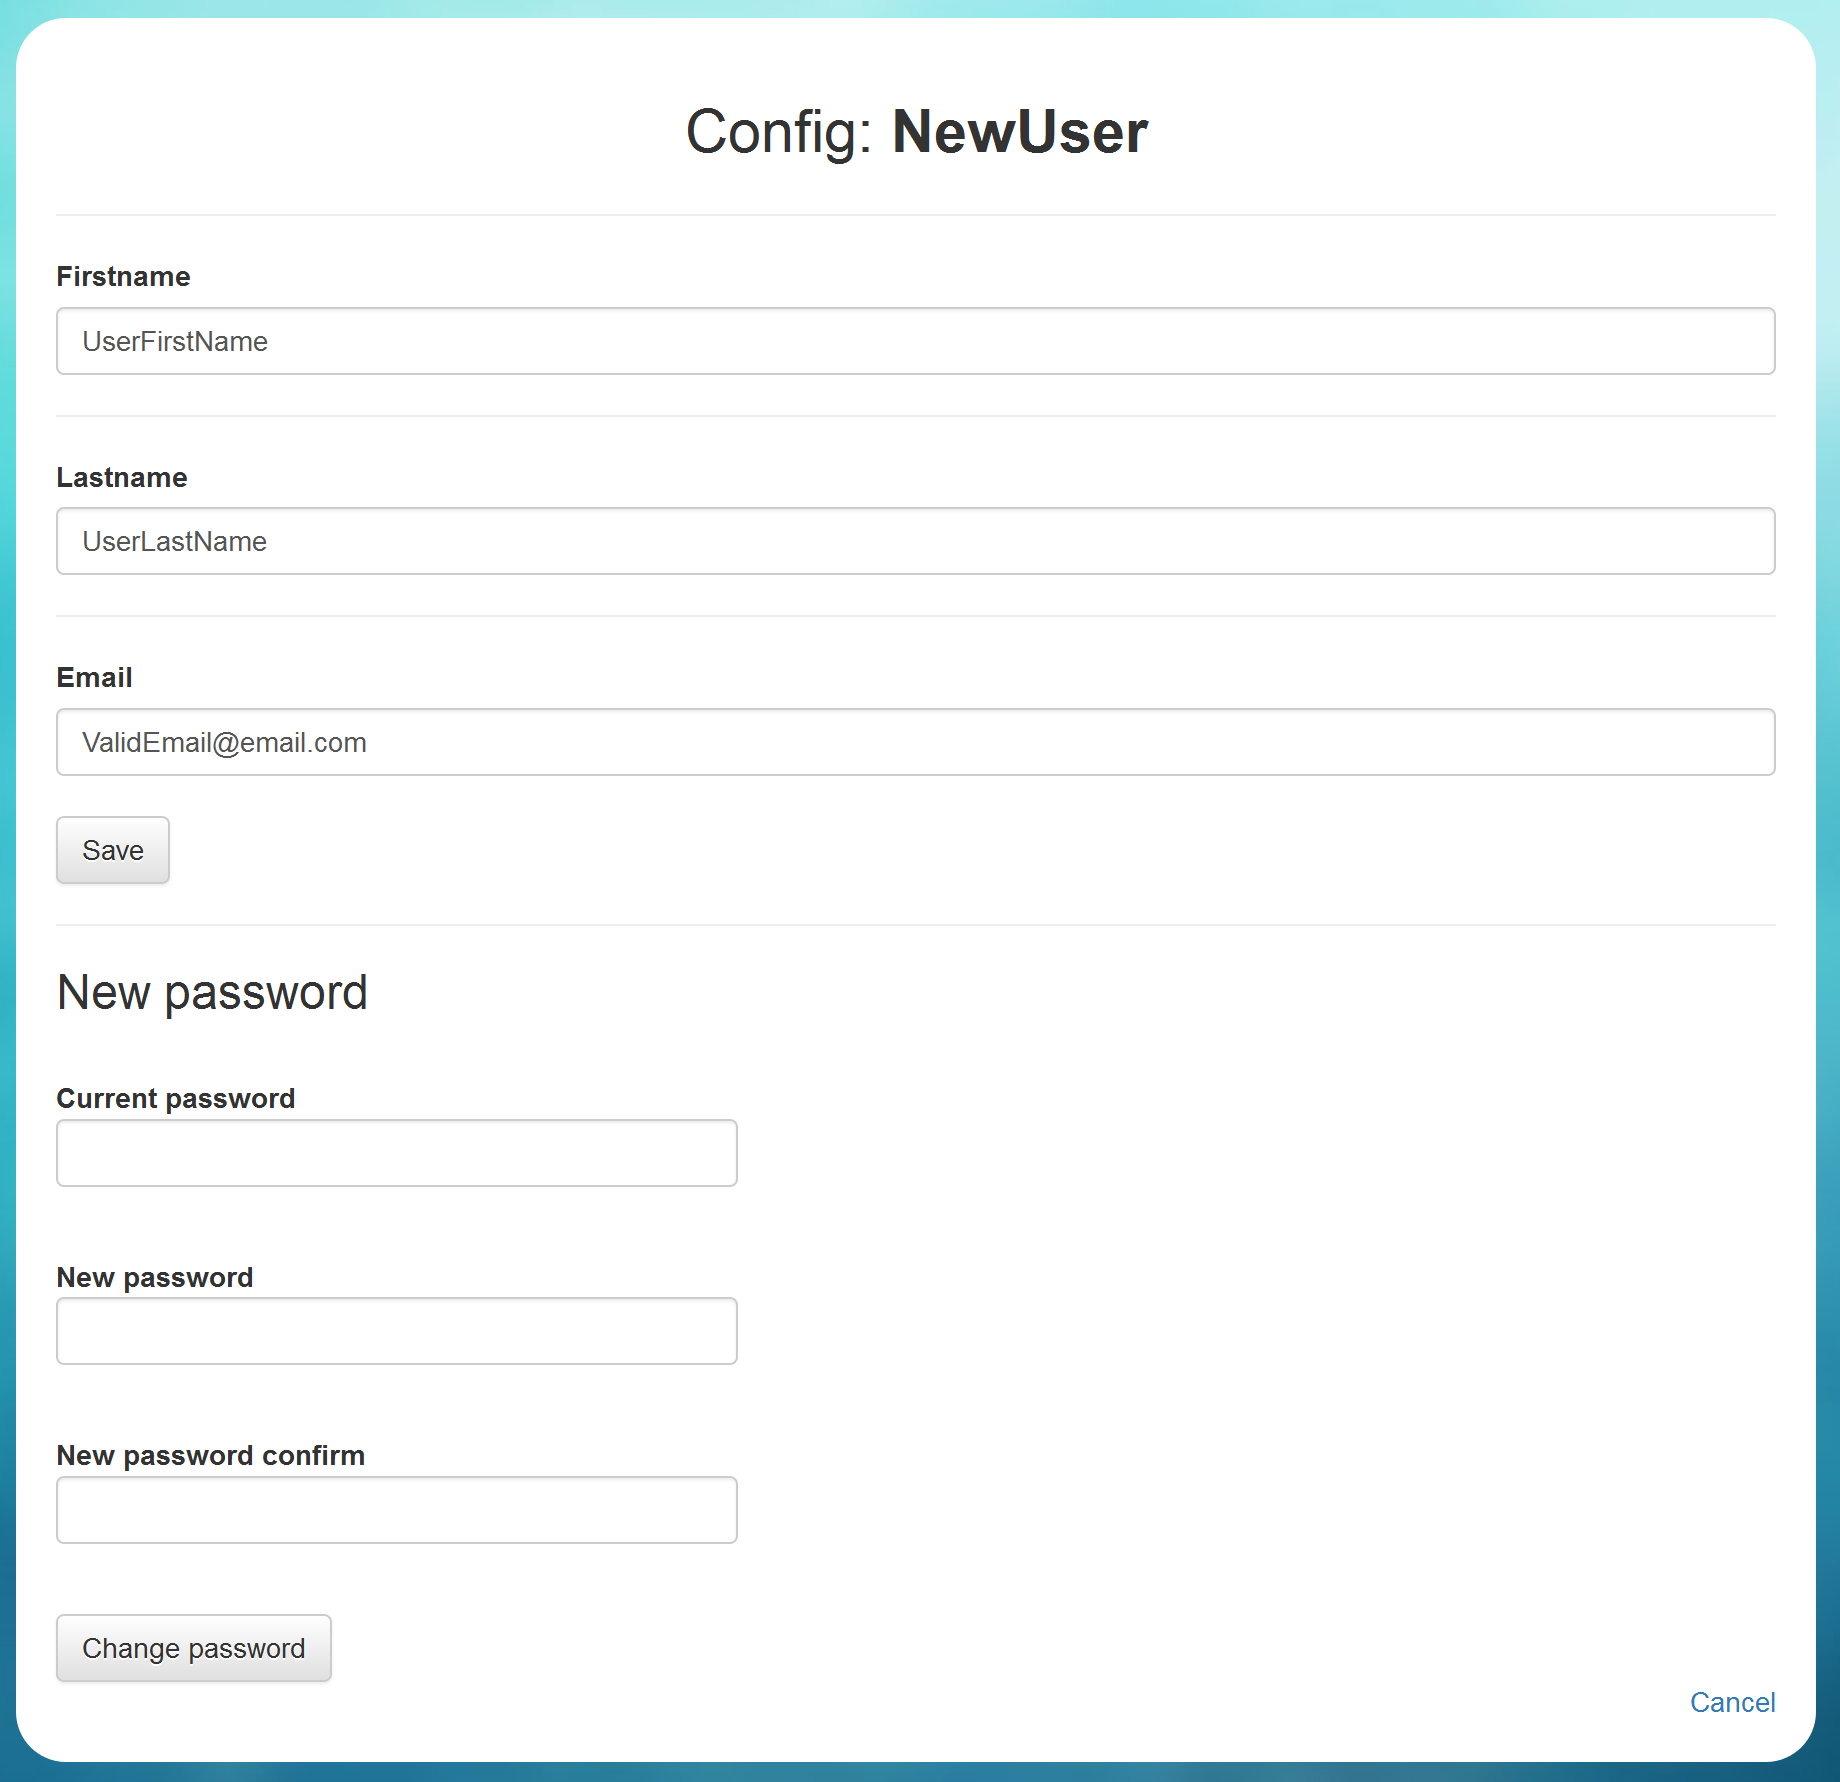 Config: NewUser
Firstname
UserFirstName
Lastname
UserLastName
Email
ValidEmail@email.com
Save
New password
Current password
New password
New password confirm
Change password
Cancel